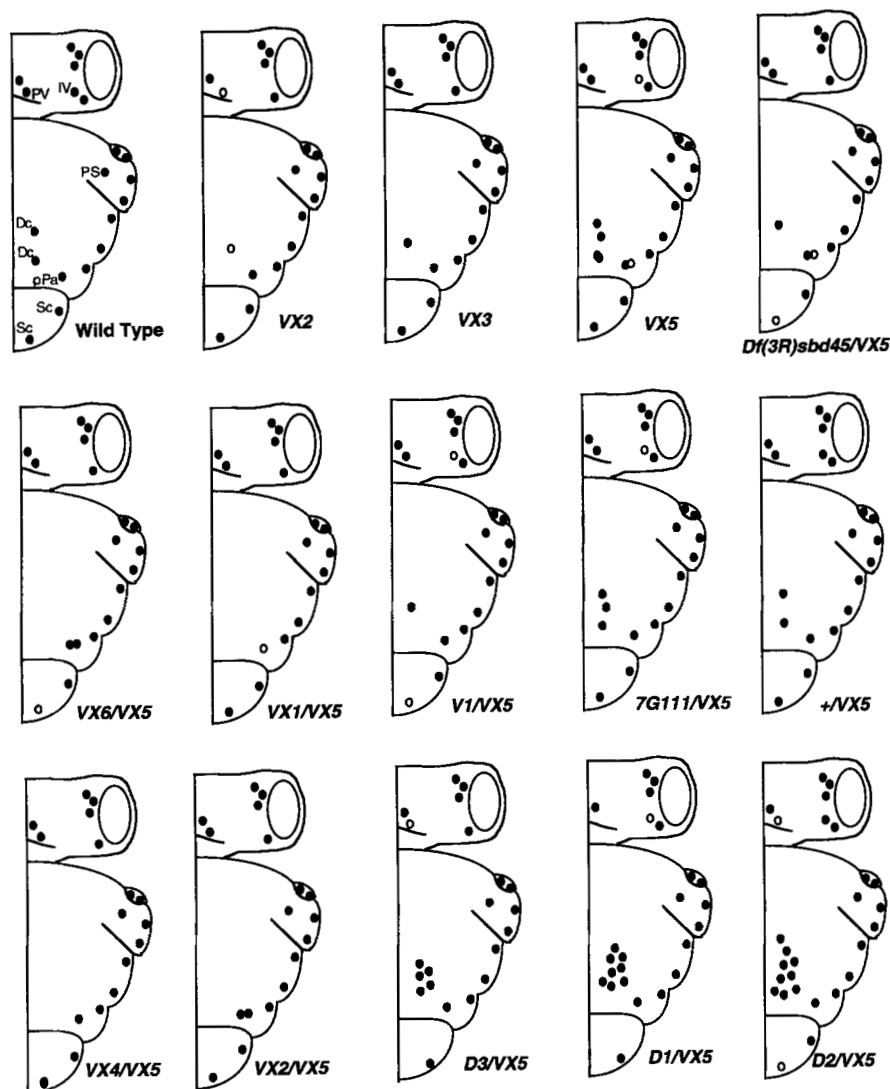 PV IV
PS
Dc
Dc
pPa
Sc
Sc
Wild Type
VX2
VX3
VX5
Df(3R)sbd45/VX5
VX6/VX5
VX1/VX5
V1/VX5
7G111/VX5
+/VX5
VX4/VX5
VX2/VX5
D3/VX5
D1/VX5
D2/VX5